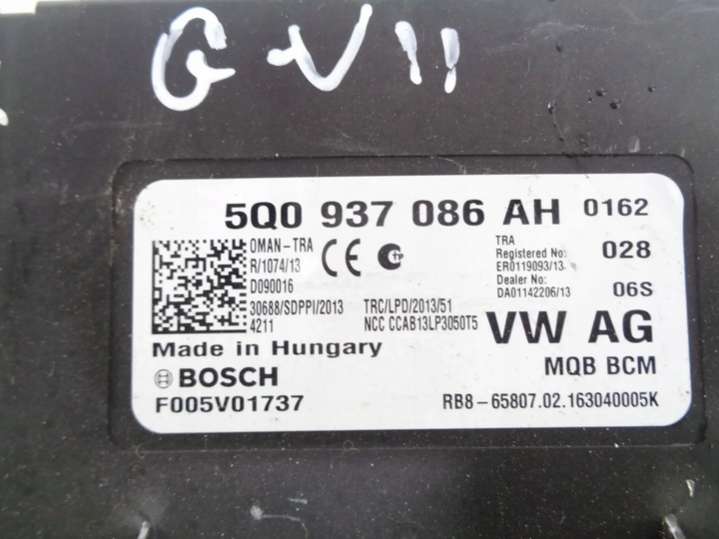 G VII
5Q0 937 086 AH 0162
OMAN-TRA
R/1074/13
D090016
CE
TRA
Registered No:
ER0119093/13
Dealer No:
DA01142206/13
028
06S
30688/SDPPI/2013
4211
TRC/LPD/2013/51
NCC CCAB13LP3050T5
VW AG
Made in Hungary
MQB BCM
BOSCH
F005V01737
RB8-65807.02.163040005K